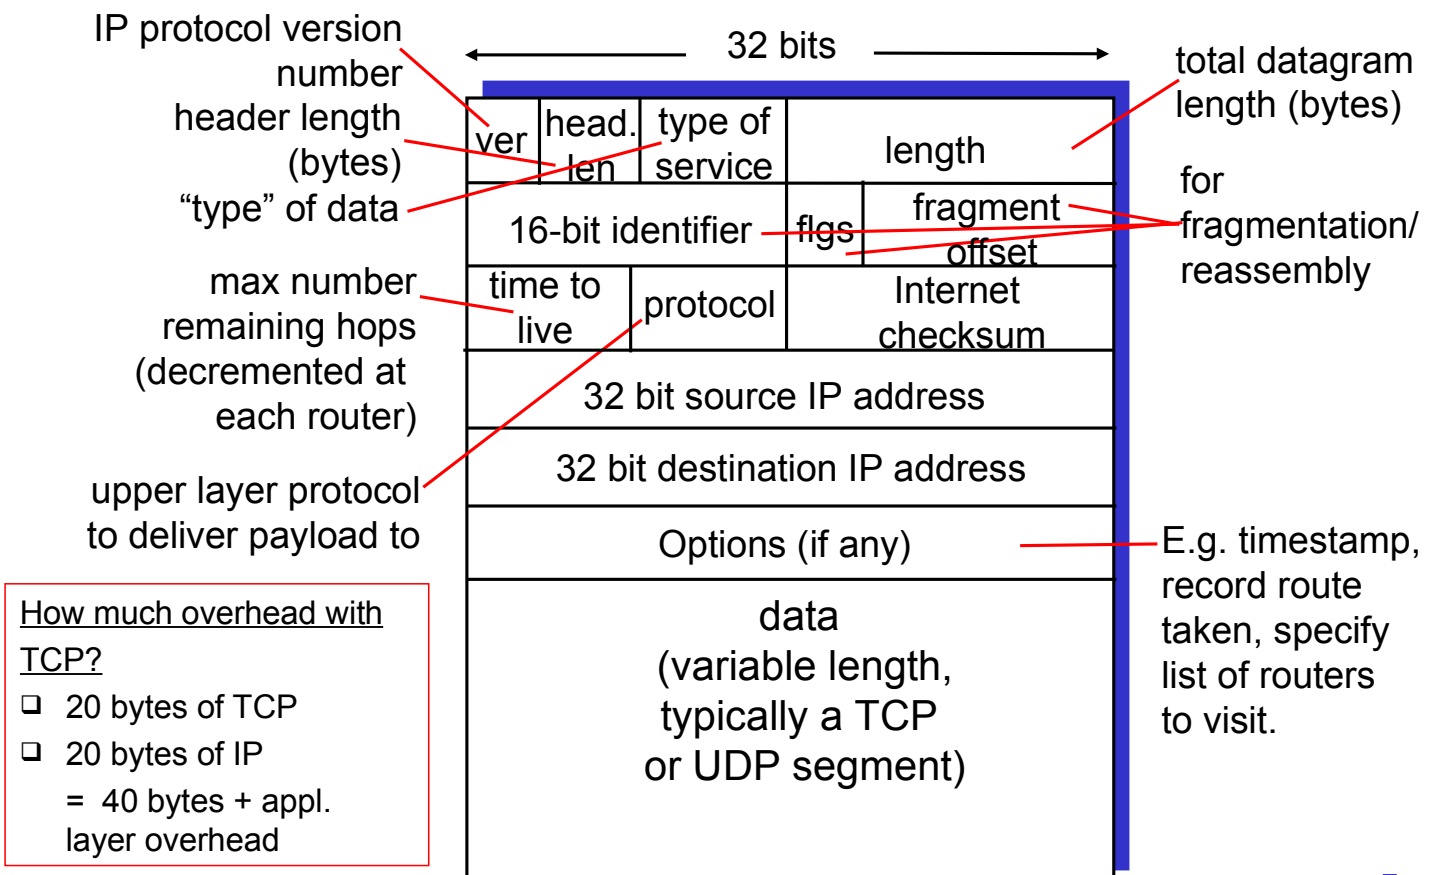 IP protocol version
number
header length
(bytes)
“type” of data
max number
remaining hops
(decremented at
each router)
upper layer protocol
to deliver payload to
How much overhead with
TCP?
❑ 20 bytes of TCP
❑ 20 bytes of IP
= 40 bytes + appl.
layer overhead
32 bits
ver
head.
len
type of
service
length
16-bit identifier
flgs
fragment
offset
time to
live
protocol
Internet
checksum
32 bit source IP address
32 bit destination IP address
Options (if any)
data
(variable length,
typically a TCP
or UDP segment)
total datagram
length (bytes)
for
fragmentation/
reassembly
E.g. timestamp,
record route
taken, specify
list of routers
to visit.